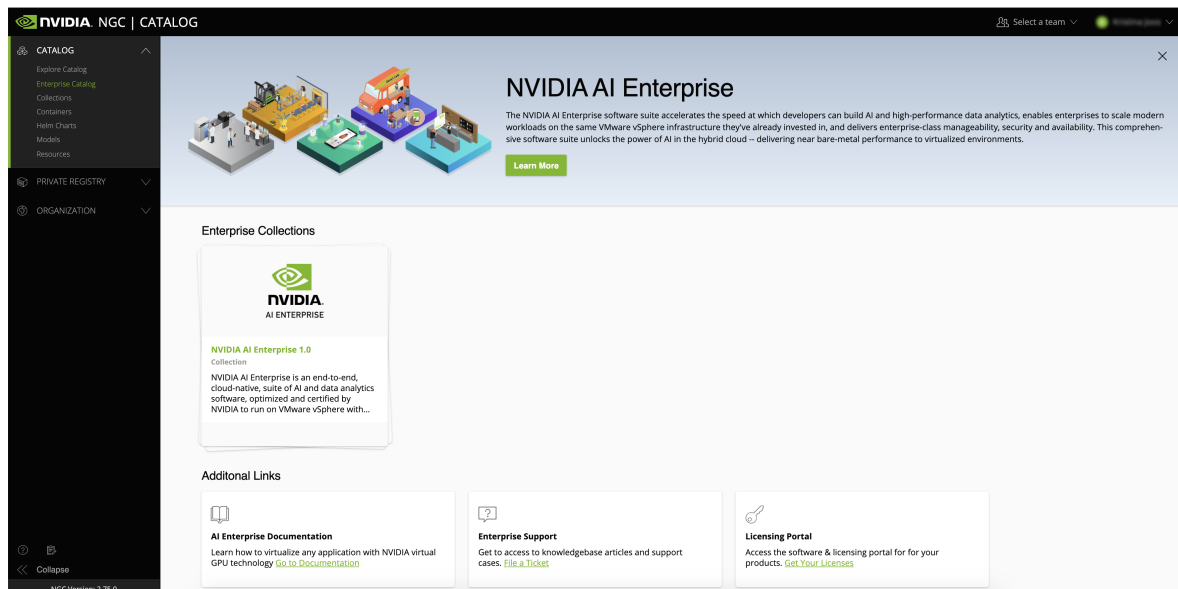 NVIDIA. NGC | CATALOG
Select a team
CATALOG
Explore Catalog
Enterprise Catalog
Collections
Containers
Helm Charts
Models
Resources
PRIVATE REGISTRY
ORGANIZATION
Collapse
NGC Version: 2.75.0
NVIDIA AI Enterprise
The NVIDIA AI Enterprise software suite accelerates the speed at which developers can build AI and high-performance data analytics, enables enterprises to scale modern
workloads on the same VMware vSphere infrastructure they've already invested in, and delivers enterprise-class manageability, security and availability. This comprehen-
sive software suite unlocks the power of AI in the hybrid cloud -- delivering near bare-metal performance to virtualized environments.
Learn More
Enterprise Collections
NVIDIA.
AI ENTERPRISE
NVIDIA AI Enterprise 1.0
Collection
NVIDIA AI Enterprise is an end-to-end,
cloud-native, suite of AI and data analytics
software, optimized and certified by
NVIDIA to run on VMware vSphere with...
Additonal Links
AI Enterprise Documentation
Learn how to virtualize any application with NVIDIA virtual
GPU technology Go to Documentation
Enterprise Support
Get to access to knowledgebase articles and support
cases. File a Ticket
Licensing Portal
Access the software & licensing portal for for your
products. Get Your Licenses